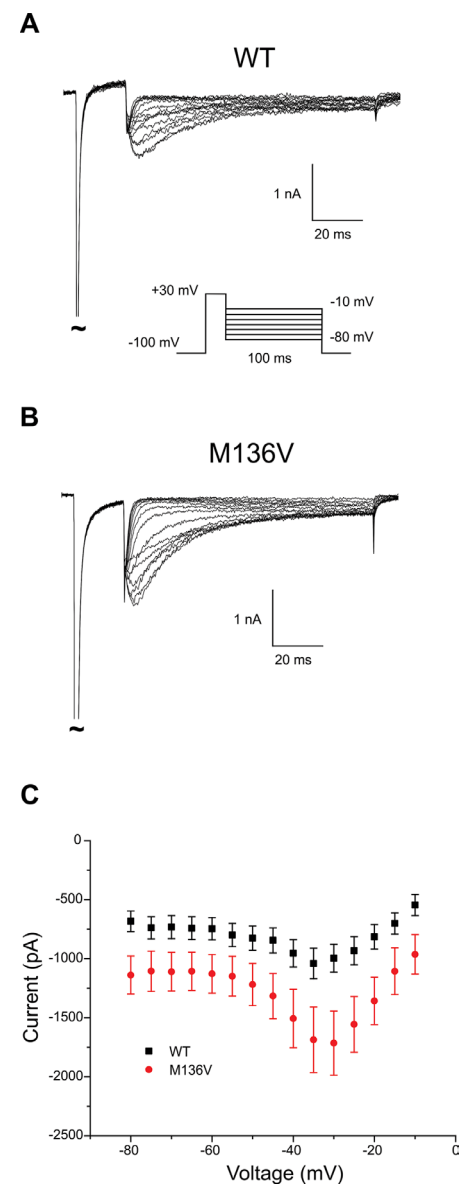 A
WT
1 nA
20 ms
+30 mV
-10 mV
-100 mV
-80 mV
100 ms
~
B
M136V
1 nA
20 ms
~
C
0
-500
-1000
-1500
-2000
-2500
Current (pA)
WT
M136V
-80
-60
-40
-20
0
Voltage (mV)